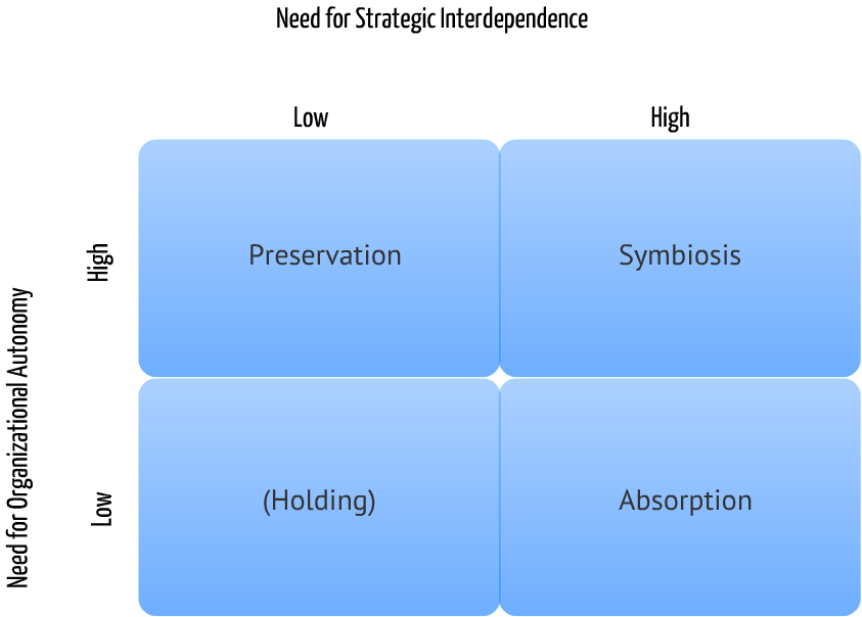 Need for Strategic Interdependence
Low
High
High
Preservation
Symbiosis
Need for Organizational Autonomy
Low
(Holding)
Absorption